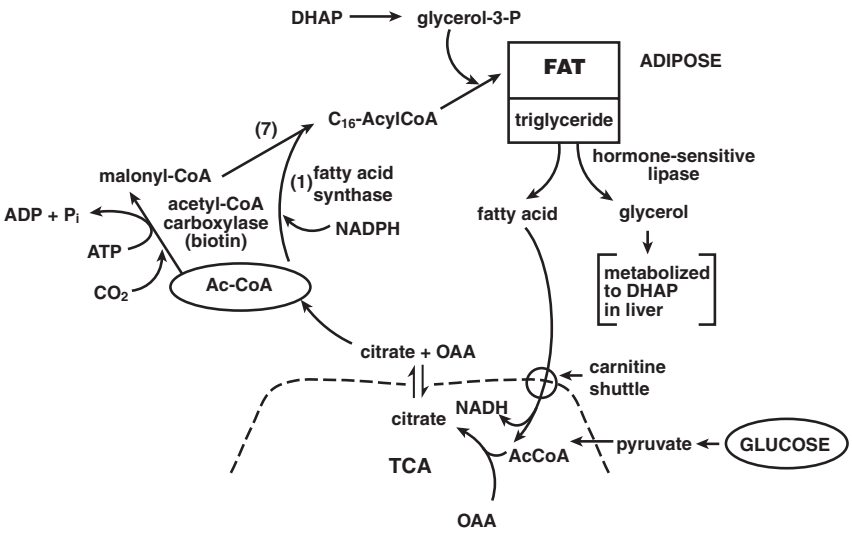 DHAP
glycerol-3-P
FAT
ADIPOSE
triglyceride
C₁₆-AcylCoA
(7)
malonyl-CoA
(1)
fatty acid
synthase
acetyl-CoA
carboxylase
(biotin)
ADP + Pᵢ
ATP
CO₂
NADPH
Ac-CoA
hormone-sensitive
lipase
fatty acid
glycerol
metabolized
to DHAP
in liver
citrate + OAA
carnitine
shuttle
citrate
NADH
AcCoA
pyruvate
GLUCOSE
TCA
OAA